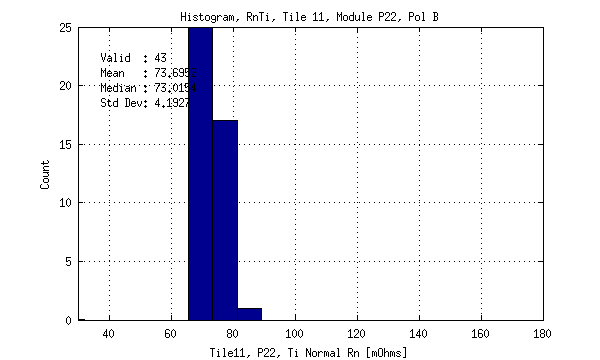 Histogram, RnTi, Tile 11, Module P22, Pol B
25
20
15
10
5
0
Count
Valid : 43
Mean : 73.6952
Median : 73.0154
Std Dev: 4.1927
40 60 80 100 120 140 160 180
Tile11, P22, Ti Normal Rn [mOhms]